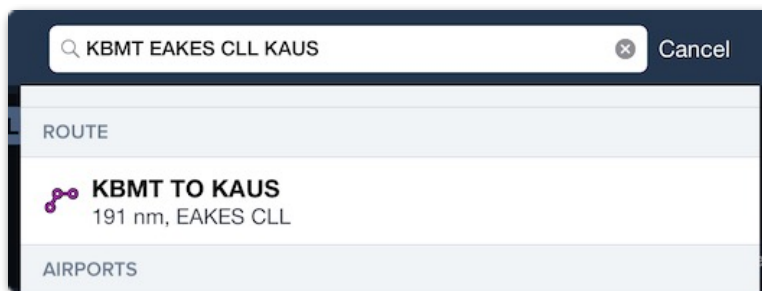 KBMT EAKES CLL KAUS Cancel
L
ROUTE
KBMT TO KAUS
191 nm, EAKES CLL
AIRPORTS